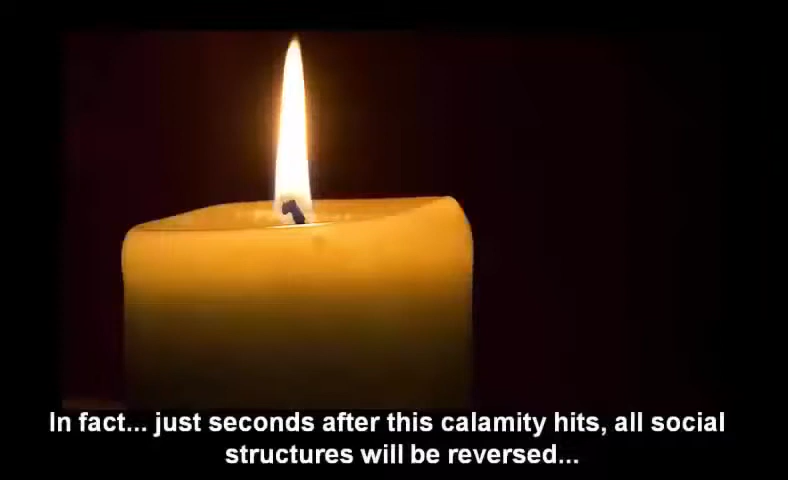 In fact... just seconds after this calamity hits, all social
structures will be reversed...